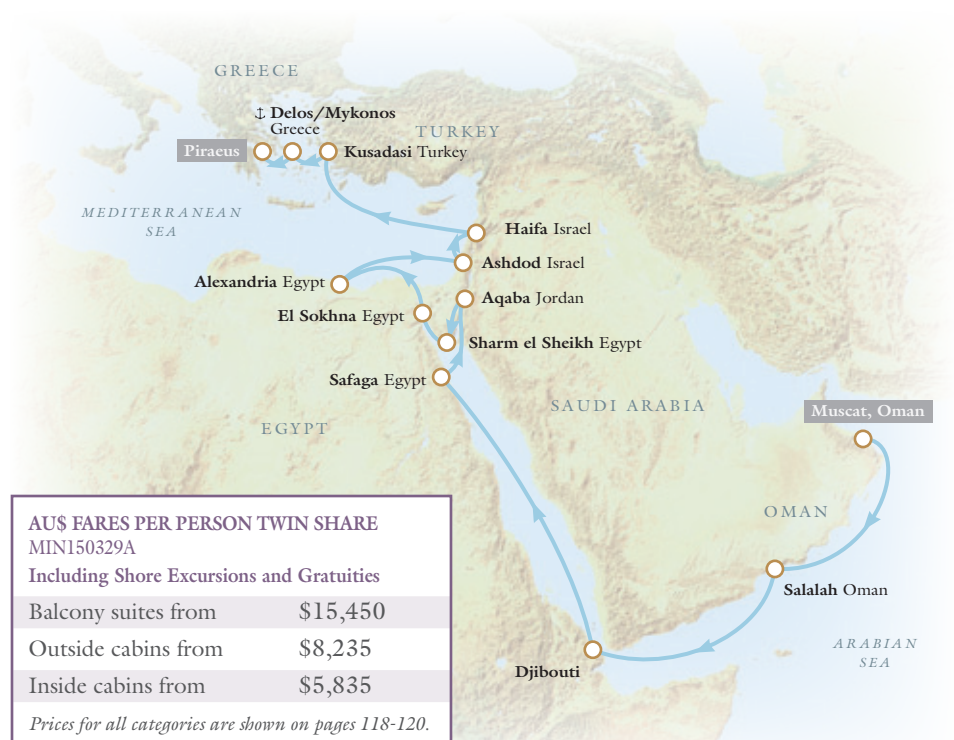 GREECE
⚓ Delos/Mykonos
Greece
TURKEY
Piraeus
Kusadasi Turkey
MEDITERRANEAN
SEA
Haifa Israel
Ashdod Israel
Alexandria Egypt
Aqaba Jordan
El Sokhna Egypt
Sharm el Sheikh Egypt
Safaga Egypt
SAUDI ARABIA
Muscat, Oman
EGYPT
OMAN
Salalah Oman
ARABIAN
SEA
Djibouti
AU$ FARES PER PERSON TWIN SHARE
MIN150329A
Including Shore Excursions and Gratuities
Balcony suites from $15,450
Outside cabins from $8,235
Inside cabins from $5,835
Prices for all categories are shown on pages 118-120.